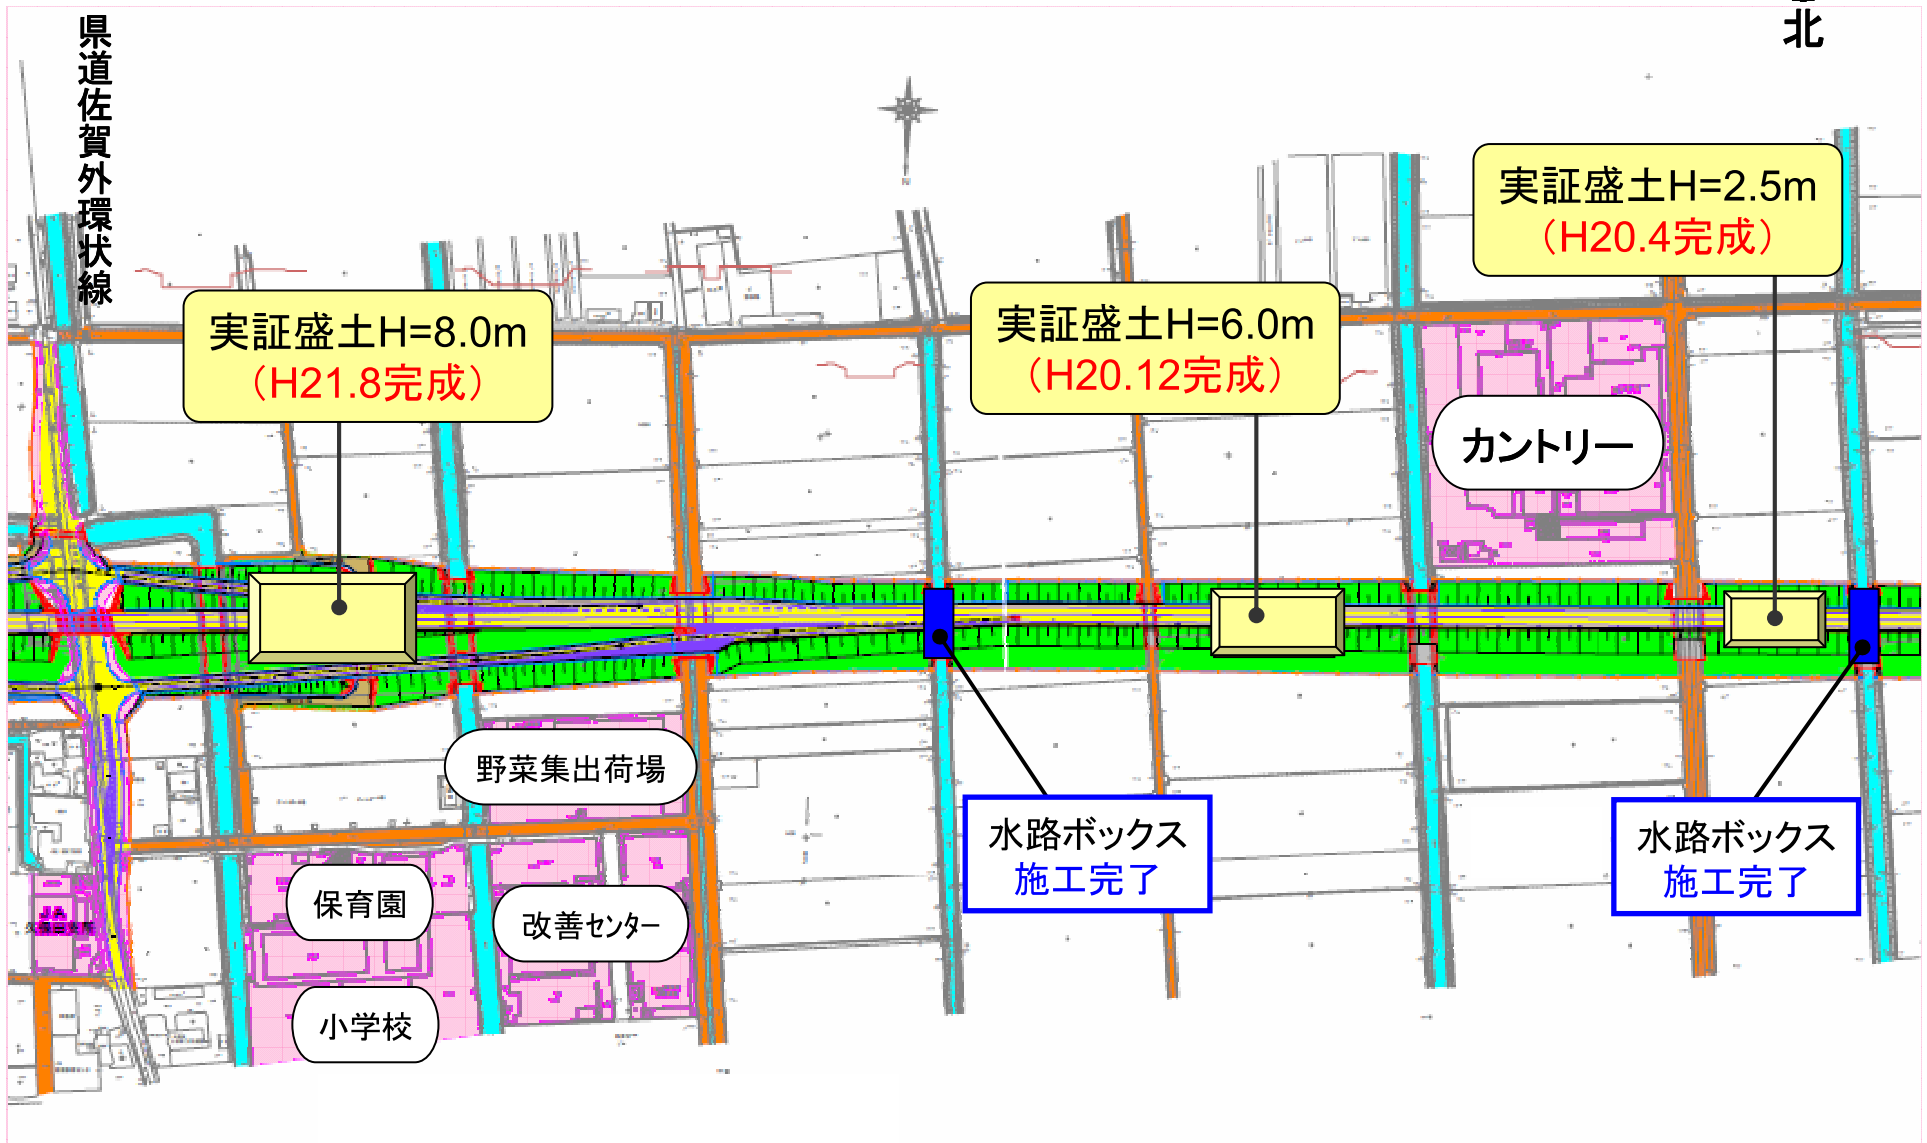 県道佐賀外環状線
北
実証盛土H=2.5m
（H20.4完成）
実証盛土H=8.0m
（H21.8完成）
実証盛土H=6.0m
（H20.12完成）
カントリー
野菜集出荷場
水路ボックス
施工完了
水路ボックス
施工完了
保育園
改善センター
小学校